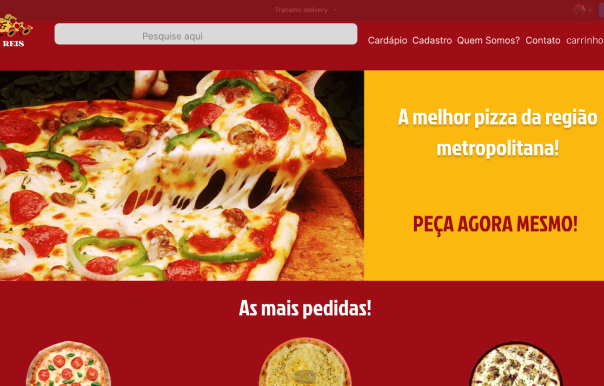 Trabalho delivery
REIS
Pesquise aqui
Cardápio Cadastro Quem Somos? Contato carrinho
A melhor pizza da região
metropolitana!
PEÇA AGORA MESMO!
As mais pedidas!